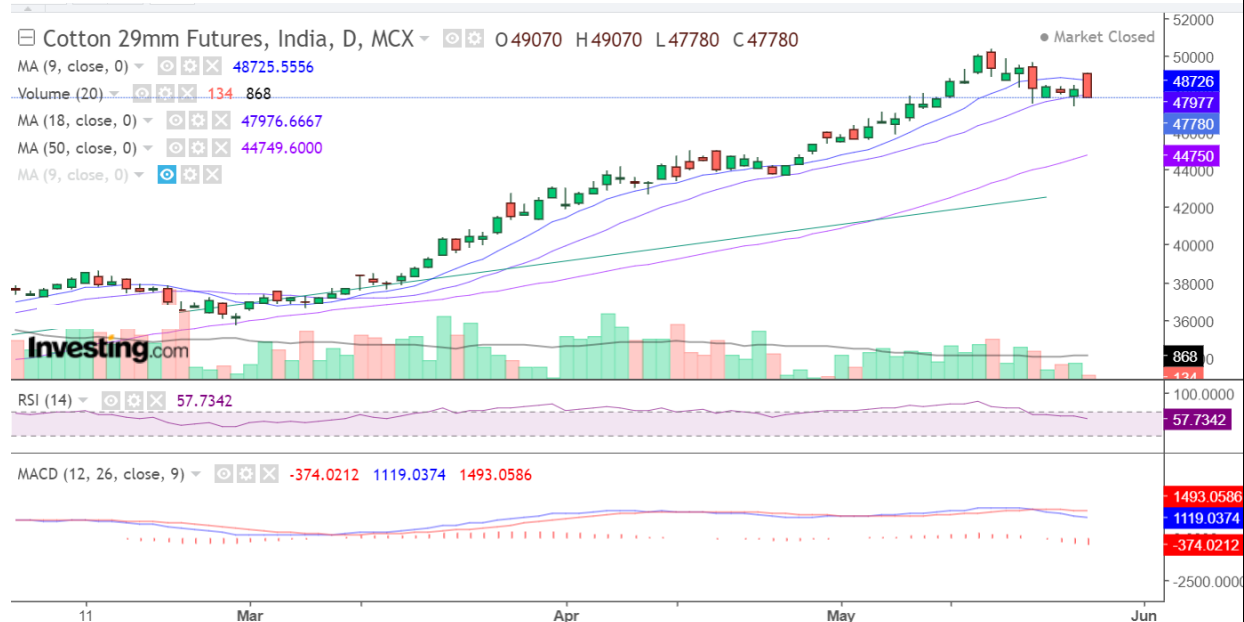 Cotton 29mm Futures, India, D, MCX O49070 H49070 L47780 C47780
Market Closed
MA (9, close, 0) 48725.5556
Volume (20) 134 868
MA (18, close, 0) 47976.6667
MA (50, close, 0) 44749.6000
MA (9, close, 0)
52000
50000
48726
47977
47780
44750
44000
42000
40000
38000
36000
868
134
Investing.com
RSI (14) 57.7342
100.0000
57.7342
MACD (12, 26, close, 9) -374.0212 1119.0374 1493.0586
1493.0586
1119.0374
-374.0212
-2500.0000
11 Mar Apr May Jun